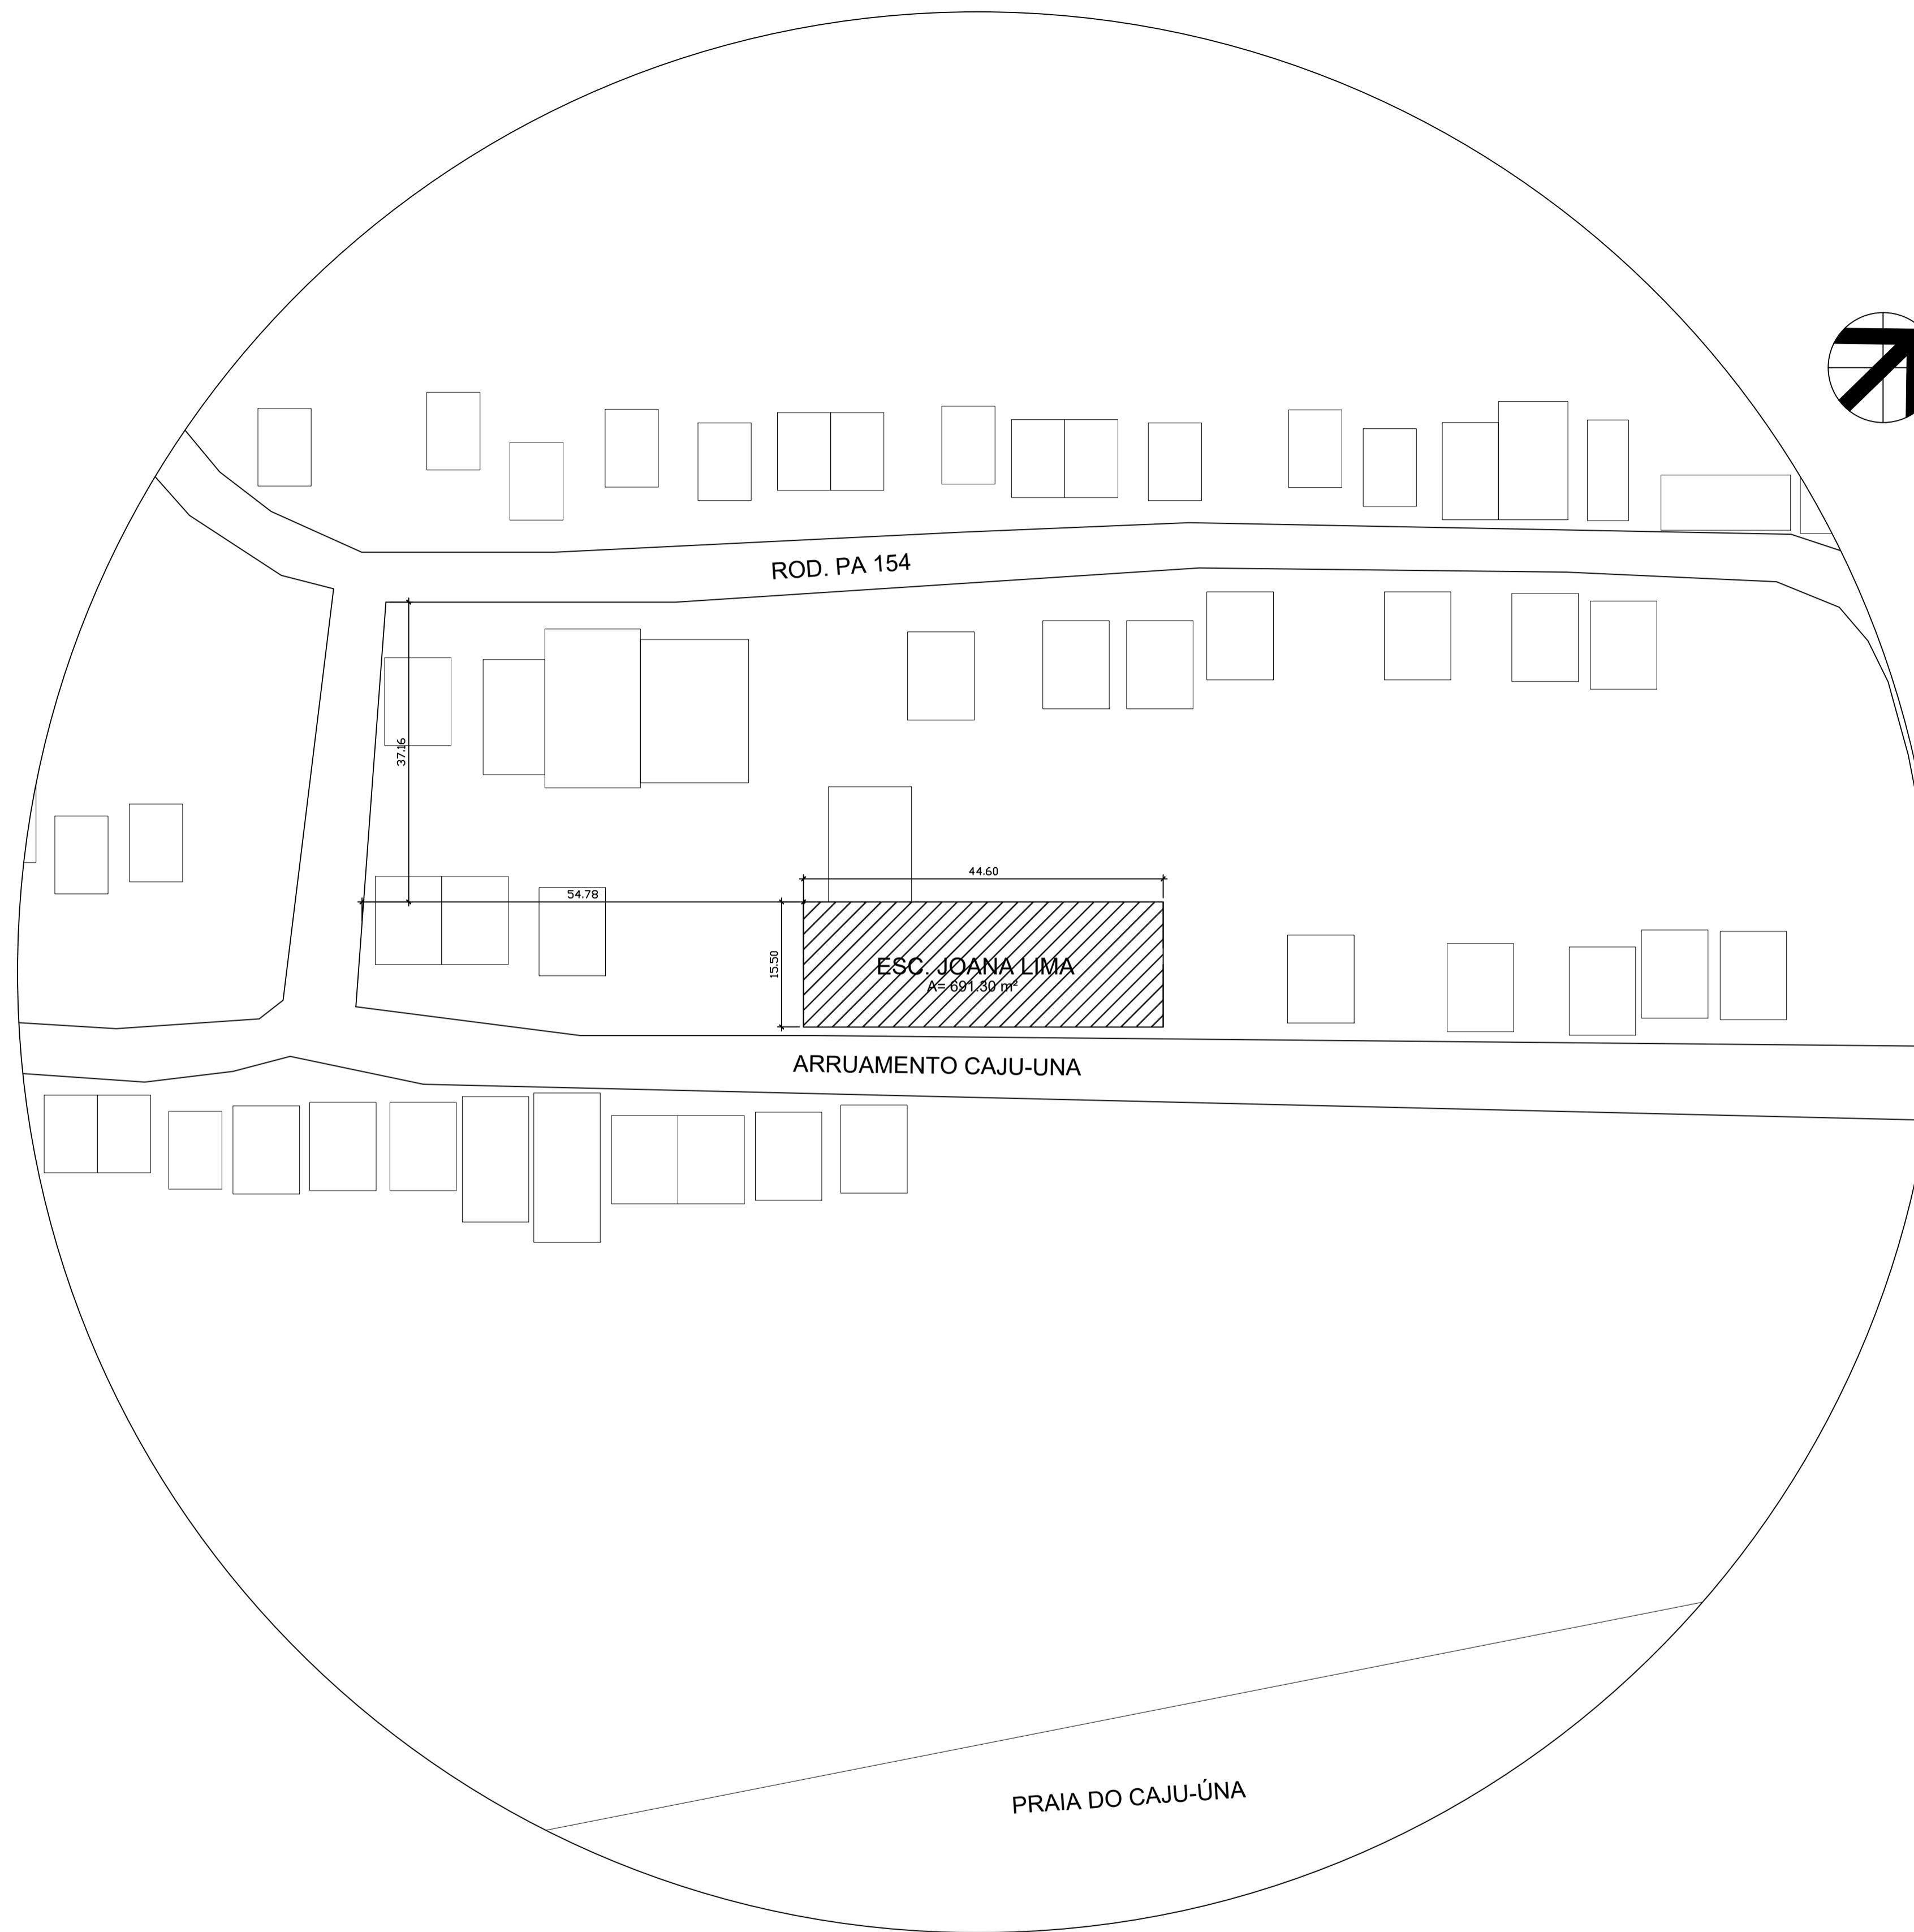 ROD. PA 154
37.16
44.60
54.78
15.50
ESC. JOANA LIMA
A= 691.30 m²
ARRUAMENTO CAJU-UNA
PRAIA DO CAJU-ÚNA